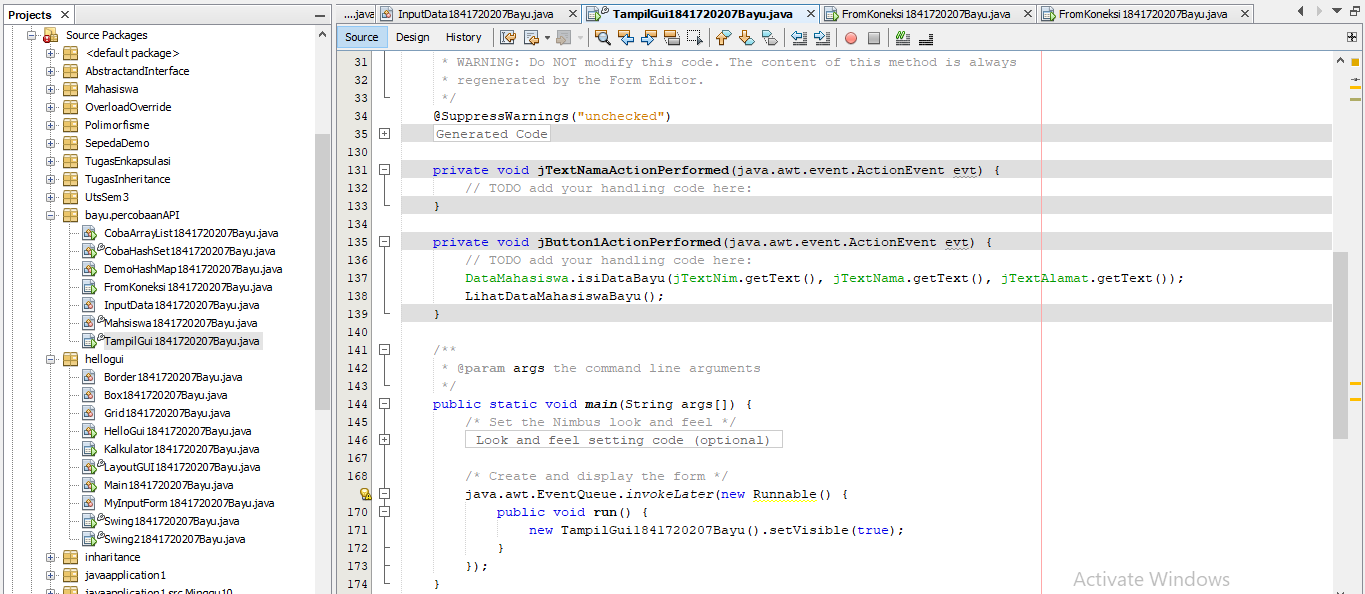 Projects
Source Packages
<default package>
AbstractandInterface
Mahasiswa
OverloadOverride
Polimorfisme
SepedaDemo
TugasEnkapsulasi
TugasInheritance
UtsSem3
bayu.percobaanAPI
CobaArrayList1841720207Bayu.java
CobaHashSet1841720207Bayu.java
DemoHashMap1841720207Bayu.java
FromKoneksi1841720207Bayu.java
InputData1841720207Bayu.java
Mahsiswa1841720207Bayu.java
TampilGui1841720207Bayu.java
hellogui
Border1841720207Bayu.java
Box1841720207Bayu.java
Grid1841720207Bayu.java
HelloGui1841720207Bayu.java
Kalkulator1841720207Bayu.java
LayoutGUI1841720207Bayu.java
Main1841720207Bayu.java
MyInputForm1841720207Bayu.java
Swing1841720207Bayu.java
Swing21841720207Bayu.java
inharitance
javaapplication1
javaapplication1.src.Minggu10
....java InputData1841720207Bayu.java TampilGui1841720207Bayu.java FromKoneksi1841720207Bayu.java FromKoneksi1841720207Bayu.java
Source Design History
31 * WARNING: Do NOT modify this code. The content of this method is always
32 * regenerated by the Form Editor.
33 */
34 @SuppressWarnings("unchecked")
35 Generated Code
130
131 private void jTextNamaActionPerformed(java.awt.event.ActionEvent evt) {
132 // TODO add your handling code here:
133 }
134
135 private void jButton1ActionPerformed(java.awt.event.ActionEvent evt) {
136 // TODO add your handling code here:
137 DataMahasiswa.isiDataBayu(jTextNim.getText(), jTextNama.getText(), jTextAlamat.getText());
138 LihatDataMahasiswaBayu();
139 }
140
141 /**
142 * @param args the command line arguments
143 */
144 public static void main(String args[]) {
145 /* Set the Nimbus look and feel */
146 Look and feel setting code (optional)
167
168 /* Create and display the form */
java.awt.EventQueue.invokeLater(new Runnable() {
170 public void run() {
171 new TampilGui1841720207Bayu().setVisible(true);
172 }
173 });
174 }
Activate Windows